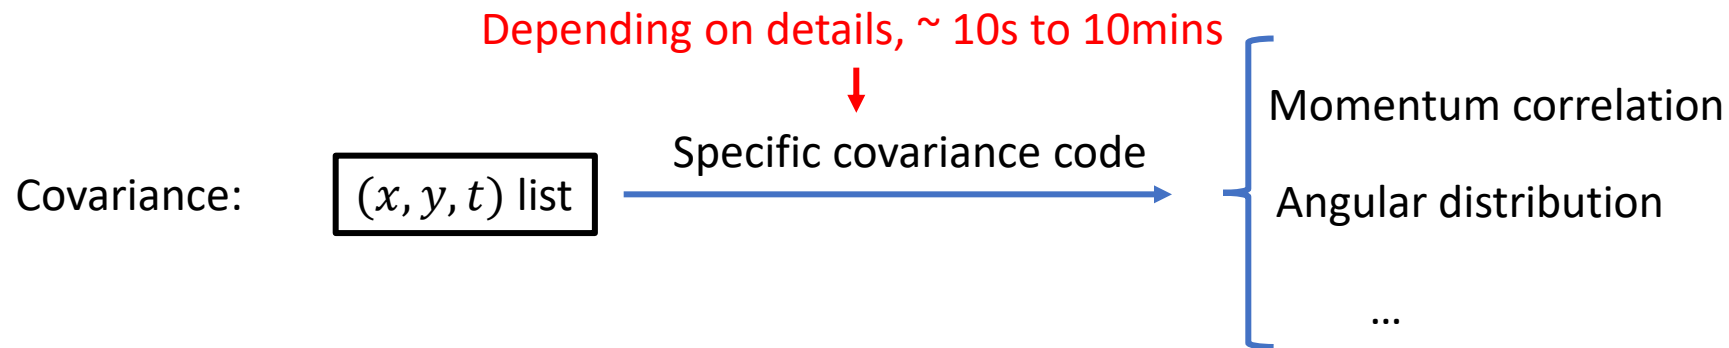 Depending on details, ~ 10s to 10mins
Specific covariance code
Covariance:
(x, y, t) list
Momentum correlation
Angular distribution
...